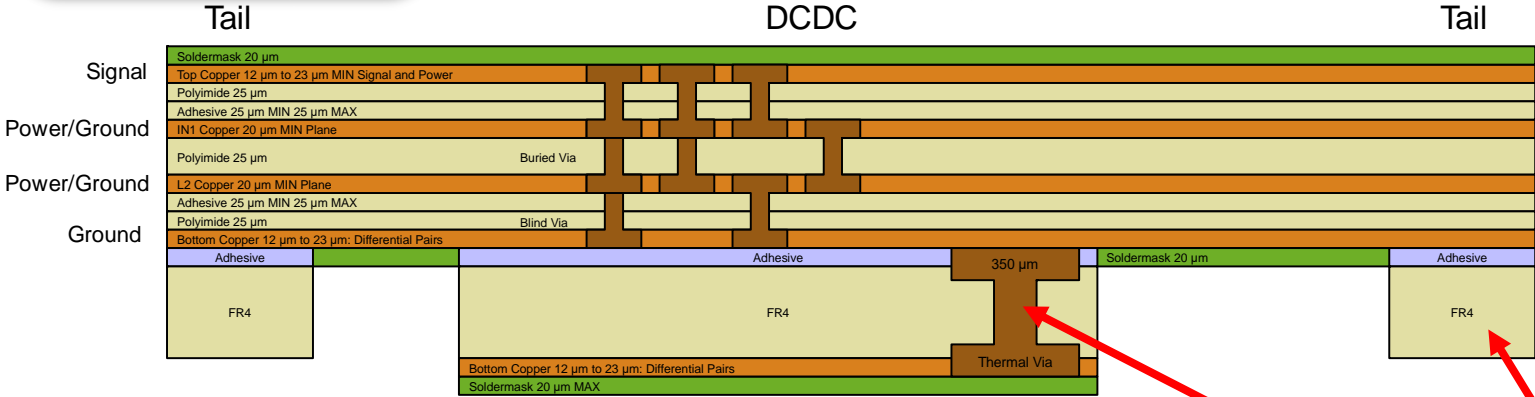 Tail DCDC Tail
Soldermask 20 µm
Signal
Top Copper 12 µm to 23 µm MIN Signal and Power
Polyimide 25 µm
Adhesive 25 µm MIN 25 µm MAX
Power/Ground
IN1 Copper 20 µm MIN Plane
Polyimide 25 µm Buried Via
Power/Ground
L2 Copper 20 µm MIN Plane
Adhesive 25 µm MIN 25 µm MAX
Polyimide 25 µm Blind Via
Ground
Bottom Copper 12 µm to 23 µm: Differential Pairs
Adhesive Adhesive 350 µm Soldermask 20 µm Adhesive
FR4 FR4 FR4
Thermal Via
Bottom Copper 12 µm to 23 µm: Differential Pairs
Soldermask 20 µm MAX